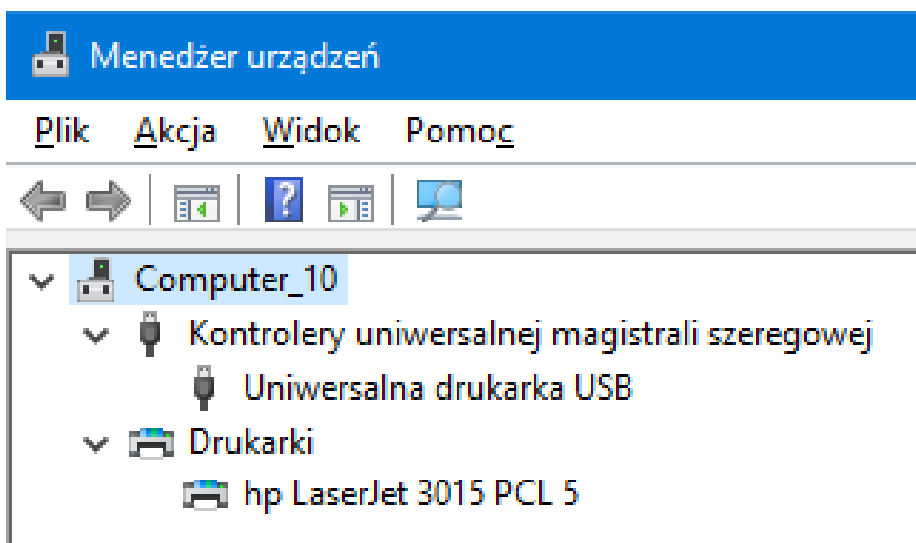 Menedżer urządzeń
Plik Akcja Widok Pomoc
?
Computer_10
Kontrolery uniwersalnej magistrali szeregowej
Uniwersalna drukarka USB
Drukarki
hp LaserJet 3015 PCL 5